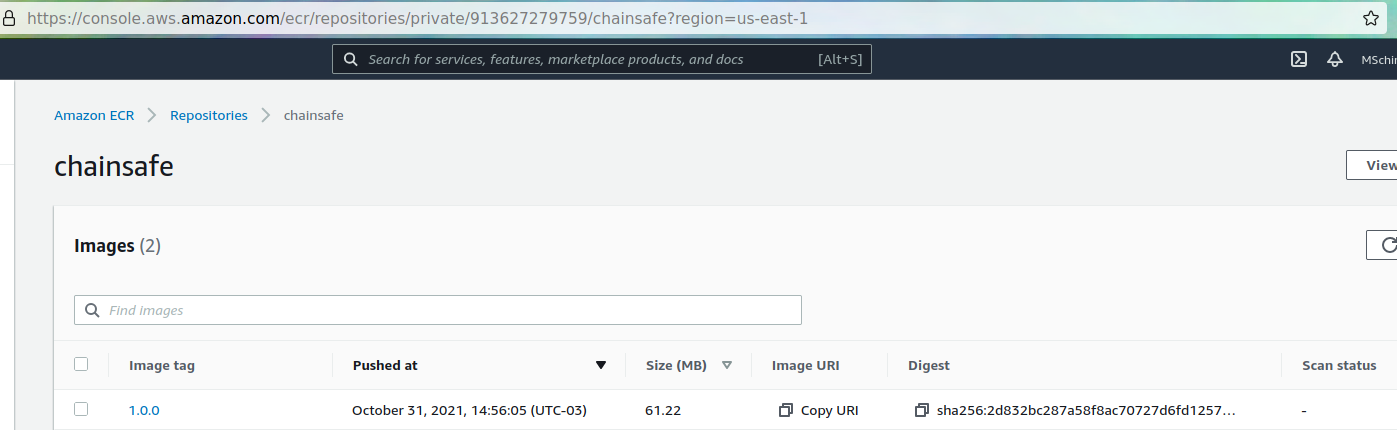 https://console.aws.amazon.com/ecr/repositories/private/913627279759/chainsafe?region=us-east-1
Search for services, features, marketplace products, and docs [Alt+S] MSchir
Amazon ECR Repositories chainsafe
chainsafe
View
Images (2)
Find images
Image tag Pushed at Size (MB) Image URI Digest Scan status
1.0.0 October 31, 2021, 14:56:05 (UTC-03) 61.22 Copy URI sha256:2d832bc287a58f8ac70727d6fd1257... -